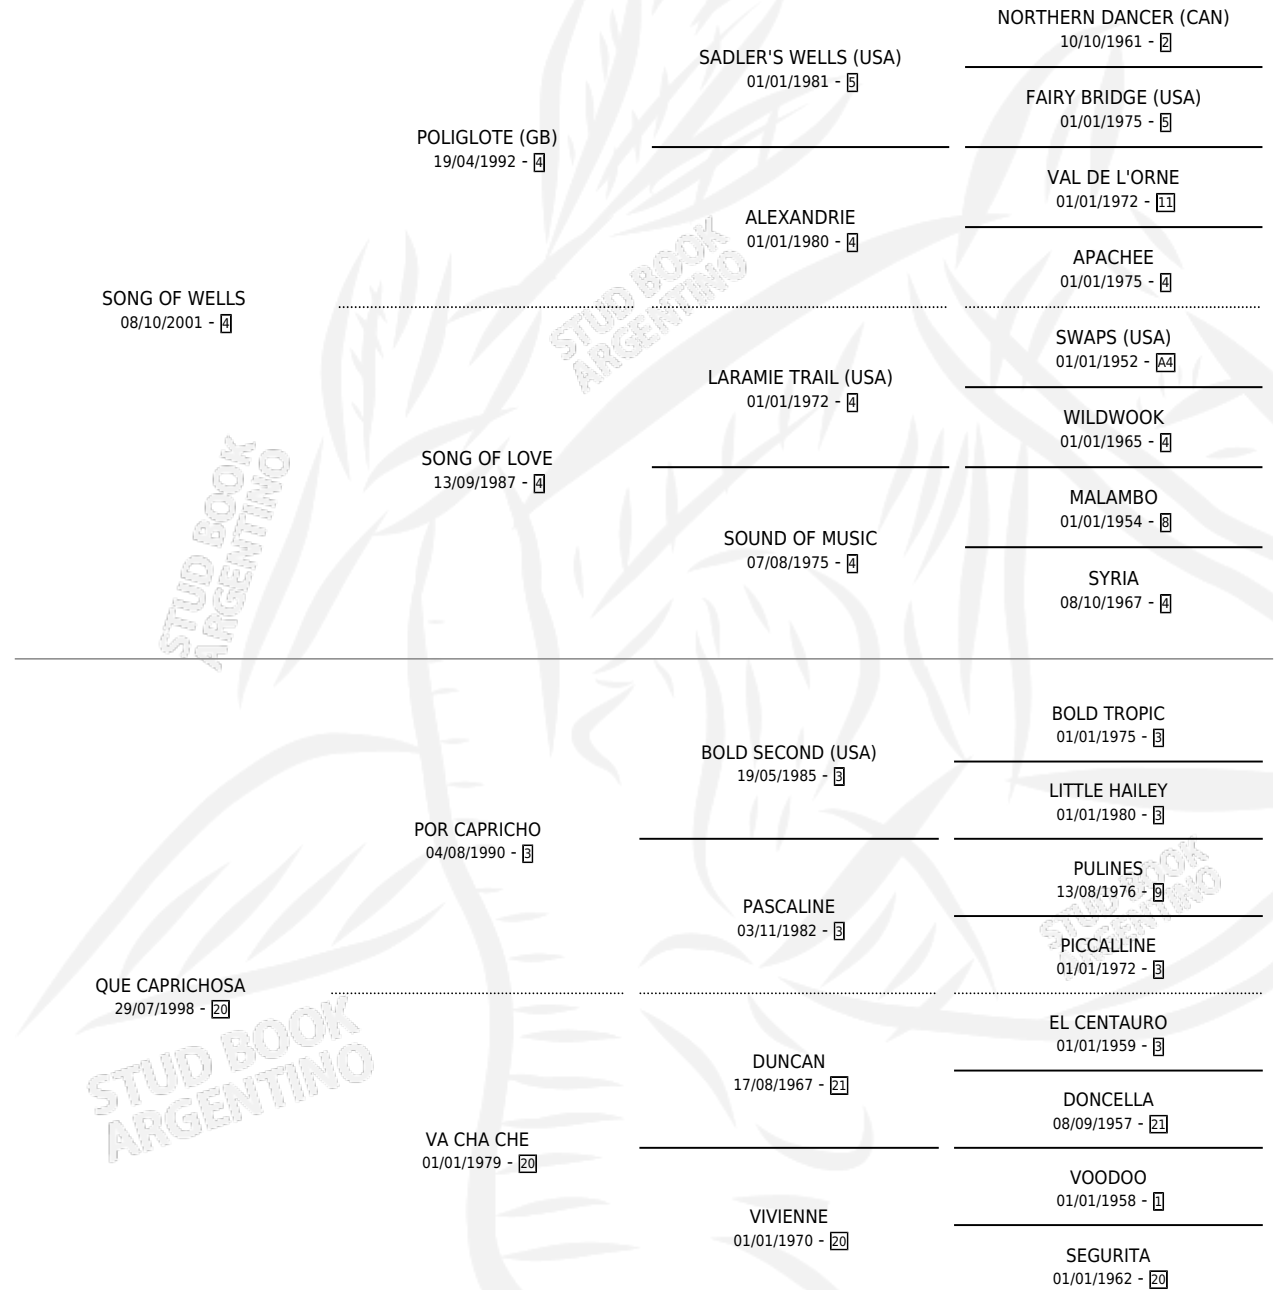 NORTHERN DANCER (CAN)
10/10/1961 - 2
SADLER'S WELLS (USA)
01/01/1981 - 5
FAIRY BRIDGE (USA)
01/01/1975 - 5
POLIGLOTE (GB)
19/04/1992 - 4
VAL DE L'ORNE
01/01/1972 - 11
ALEXANDRIE
01/01/1980 - 4
APACHEE
01/01/1975 - 4
SONG OF WELLS
08/10/2001 - 4
SWAPS (USA)
01/01/1952 - A4
LARAMIE TRAIL (USA)
01/01/1972 - 4
WILDWOOK
01/01/1965 - 4
SONG OF LOVE
13/09/1987 - 4
MALAMBO
01/01/1954 - 8
SOUND OF MUSIC
07/08/1975 - 4
SYRIA
08/10/1967 - 4
STUD BOOK
ARGENTINO
STUD BOOK
ARGENTINO
BOLD TROPIC
01/01/1975 - 3
BOLD SECOND (USA)
19/05/1985 - 3
LITTLE HAILEY
01/01/1980 - 3
POR CAPRICHO
04/08/1990 - 3
PULINES
13/08/1976 - 9
PASCALINE
03/11/1982 - 3
PICCALLINE
01/01/1972 - 3
QUE CAPRICHOSA
29/07/1998 - 20
EL CENTAURO
01/01/1959 - 3
DUNCAN
17/08/1967 - 21
DONCELLA
08/09/1957 - 21
VA CHA CHE
01/01/1979 - 20
VOODOO
01/01/1958 - 1
VIVIENNE
01/01/1970 - 20
SEGURITA
01/01/1962 - 20
STUD BOOK
ARGENTINO
STUD BOOK
ARGENTINO